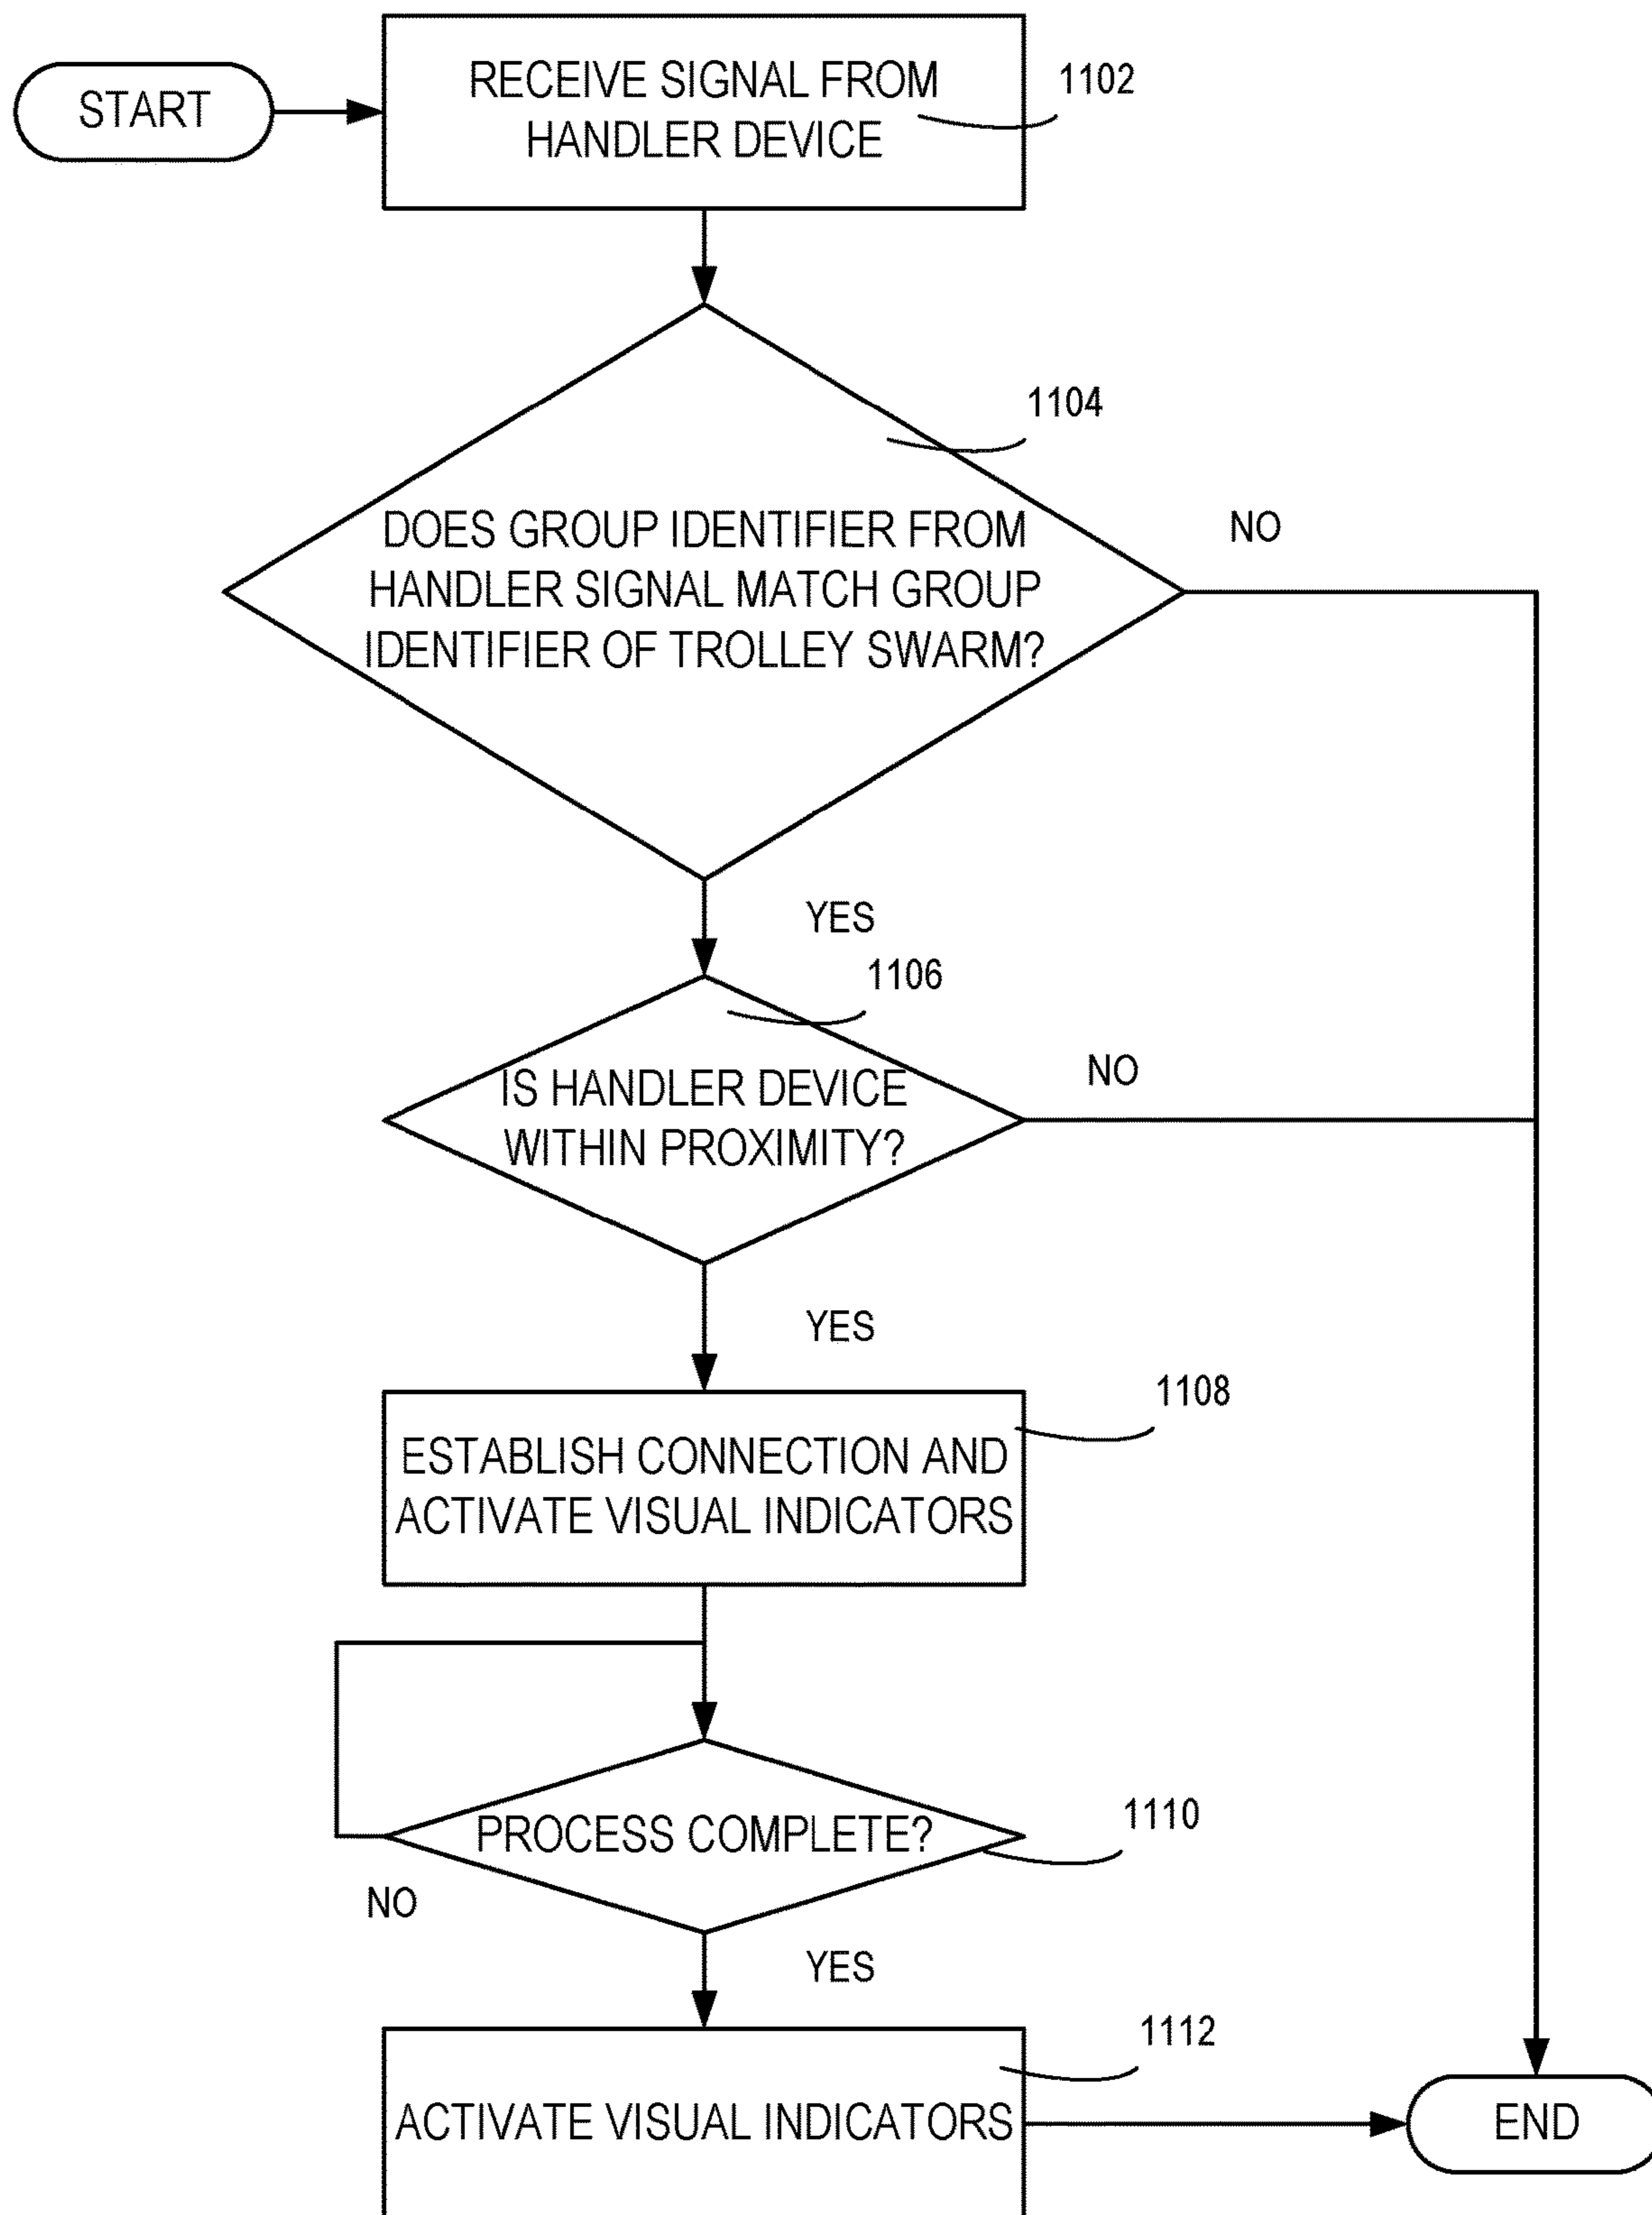 START
RECEIVE SIGNAL FROM
HANDLER DEVICE
1102
1104
DOES GROUP IDENTIFIER FROM
HANDLER SIGNAL MATCH GROUP
IDENTIFIER OF TROLLEY SWARM?
NO
YES
1106
IS HANDLER DEVICE
WITHIN PROXIMITY?
NO
YES
1108
ESTABLISH CONNECTION AND
ACTIVATE VISUAL INDICATORS
PROCESS COMPLETE?
1110
NO
YES
1112
ACTIVATE VISUAL INDICATORS
END